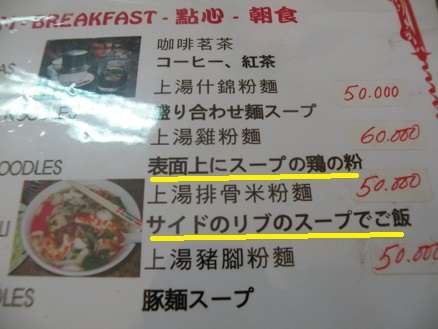 BREAKFAST - 點心 - 朝食
咖啡茗茶
コーヒー、紅茶
上湯什錦粉麵 50.000
盛り合わせ麺スープ
上湯雞粉麵 60.000
OODLES 表面上にスープの鶏の粉
上湯排骨米粉麵 50.000
サイドのリブのスープでご飯
上湯豬腳粉麵 50.000
豚麺スープ